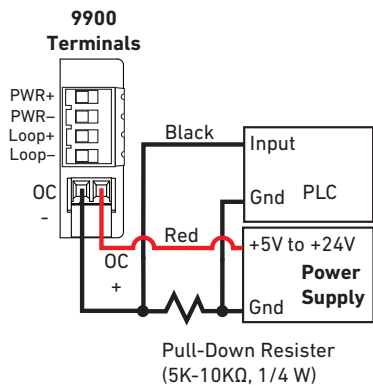 9900
Terminals
PWR+
PWR–
Loop+
Loop–
OC
-
OC
+
Black
Red
Input
Gnd PLC
+5V to +24V
Power
Supply
Gnd
Pull-Down Resister
(5K-10KΩ, 1/4 W)